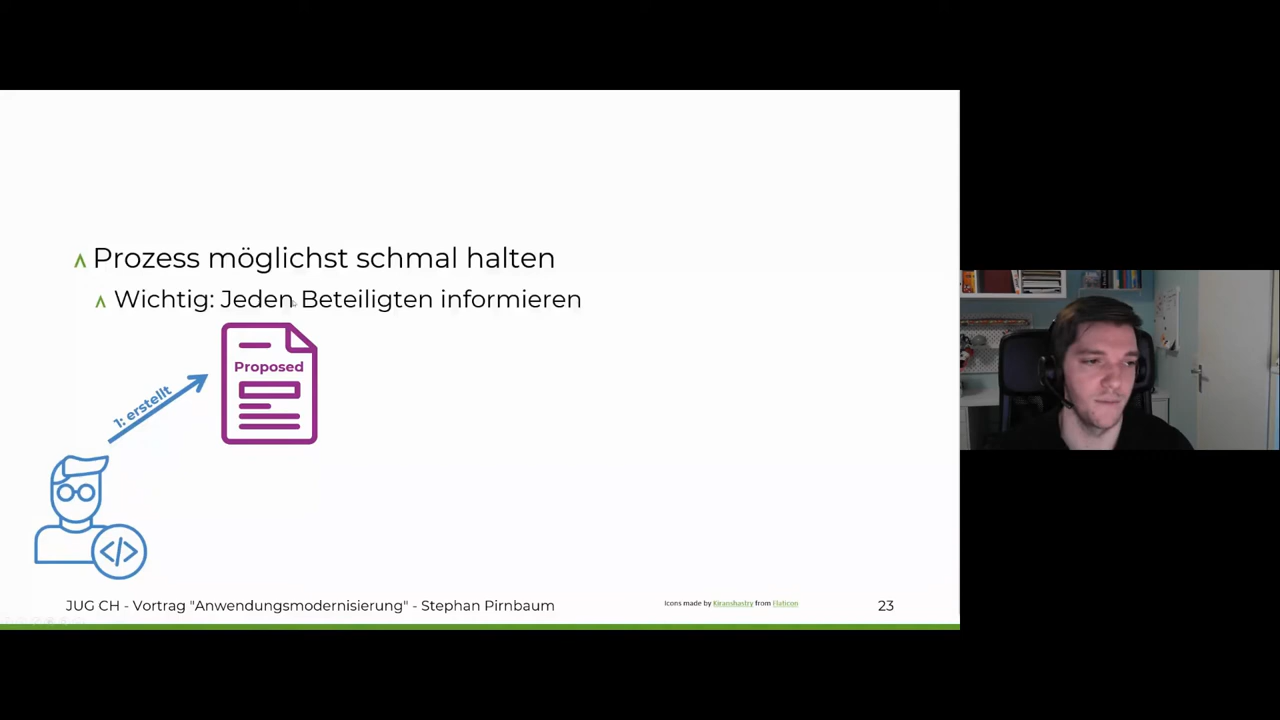 Prozess möglichst schmal halten
Wichtig: Jeden Beteiligten informieren
Proposed
1: erstellt
</>
JUG CH - Vortrag "Anwendungsmodernisierung" - Stephan Pirnbaum
Icons made by Kiranshastry from Flaticon
23